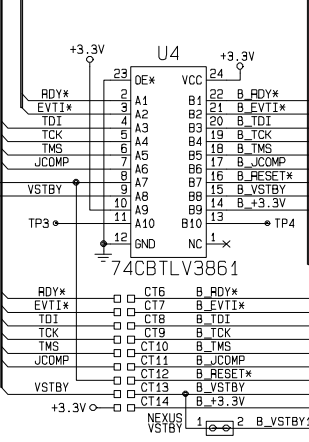 +3.3V U4 +3.3V
23 OE* VCC 24
RDY* 2 A1 B1 22 B_RDY*
EVTI* 3 A2 B2 21 B_EVTI*
TDI 4 A3 B3 20 B_TDI
TCK 5 A4 B4 19 B_TCK
TMS 6 A5 B5 18 B_TMS
JCOMP 7 A6 B6 17 B_JCOMP
8 A7 B7 16 B_RESET*
VSTBY 9 A8 B8 15 B_VSTBY
10 A9 B9 14 B_+3.3V
TP3 11 A10 B10 13 TP4
12 GND NC 1
74CBTLV3861
RDY* CT6 B_RDY*
EVTI* CT7 B_EVTI*
TDI CT8 B_TDI
TCK CT9 B_TCK
TMS CT10 B_TMS
JCOMP CT11 B_JCOMP
CT12 B_RESET*
VSTBY CT13 B_VSTBY
+3.3V CT14 B_+3.3V
NEXUS
VSTBY 1 2 B_VSTBY1